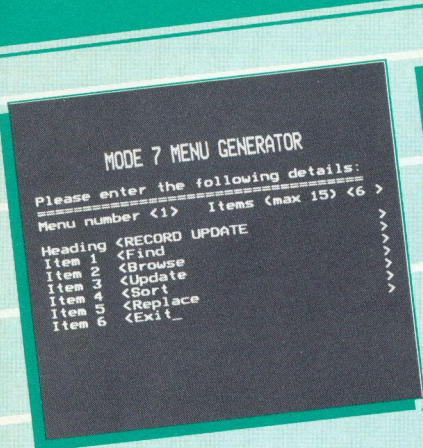 MODE 7 MENU GENERATOR
Please enter the following details:
===================================
Menu number <1>   Items (max 15) <6 >
Heading <RECORD UPDATE >
Item 1 <Find >
Item 2 <Browse >
Item 3 <Update >
Item 4 <Sort >
Item 5 <Replace >
Item 6 <Exit_